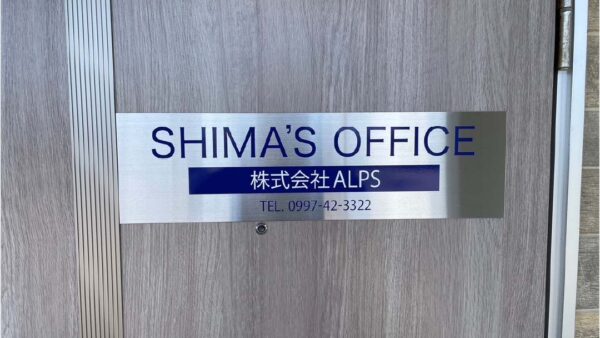 SHIMA'S OFFICE
株式会社ALPS
TEL. 0997-42-3322